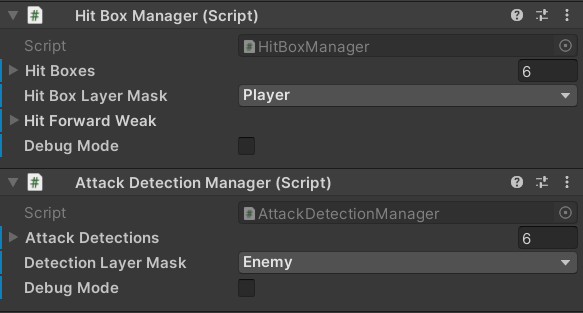 Hit Box Manager (Script)
Script #HitBoxManager
Hit Boxes 6
Hit Box Layer Mask Player
Hit Forward Weak
Debug Mode
Attack Detection Manager (Script)
Script #AttackDetectionManager
Attack Detections 6
Detection Layer Mask Enemy
Debug Mode